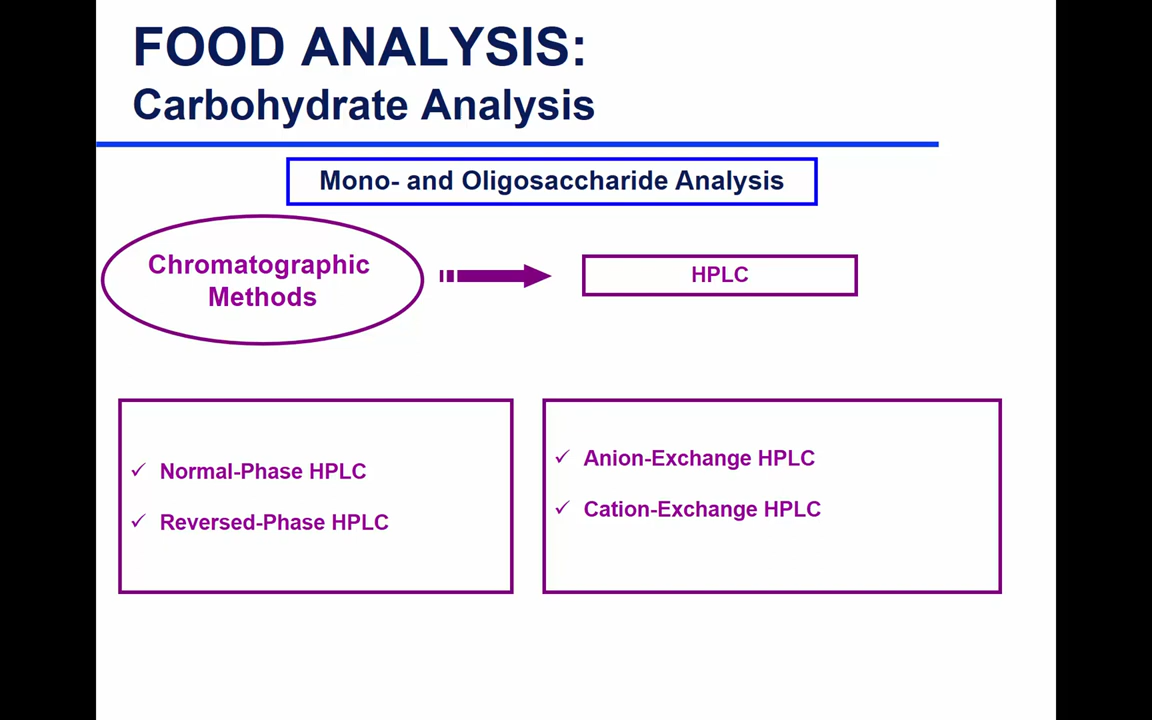 FOOD ANALYSIS:
Carbohydrate Analysis
Mono- and Oligosaccharide Analysis
Chromatographic
Methods
HPLC
✓ Normal-Phase HPLC
✓ Reversed-Phase HPLC
✓ Anion-Exchange HPLC
✓ Cation-Exchange HPLC